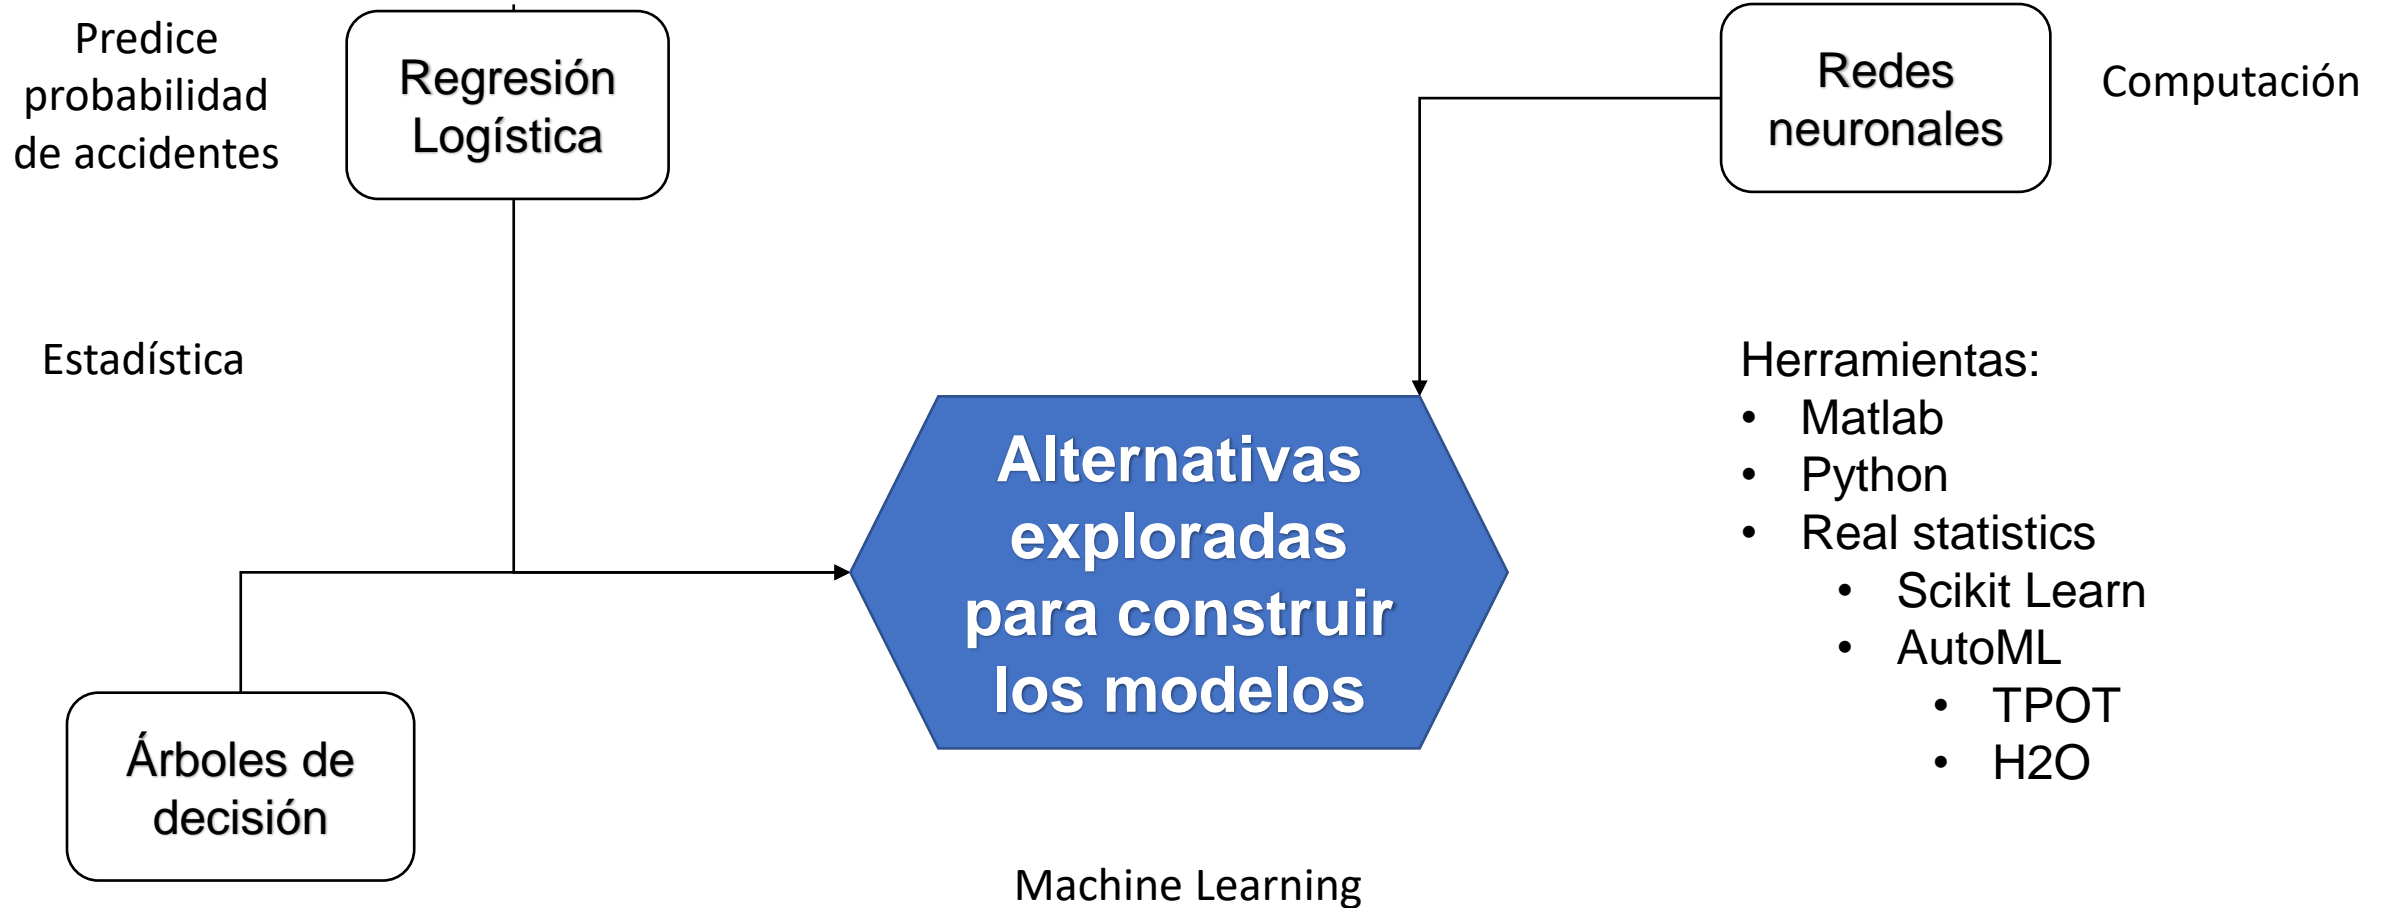 Predice
probabilidad
de accidentes
Regresión
Logística
Redes
neuronales
Computación
Estadística
Alternativas
exploradas
para construir
los modelos
Herramientas:
• Matlab
• Python
• Real statistics
• Scikit Learn
• AutoML
• TPOT
• H2O
Árboles de
decisión
Machine Learning